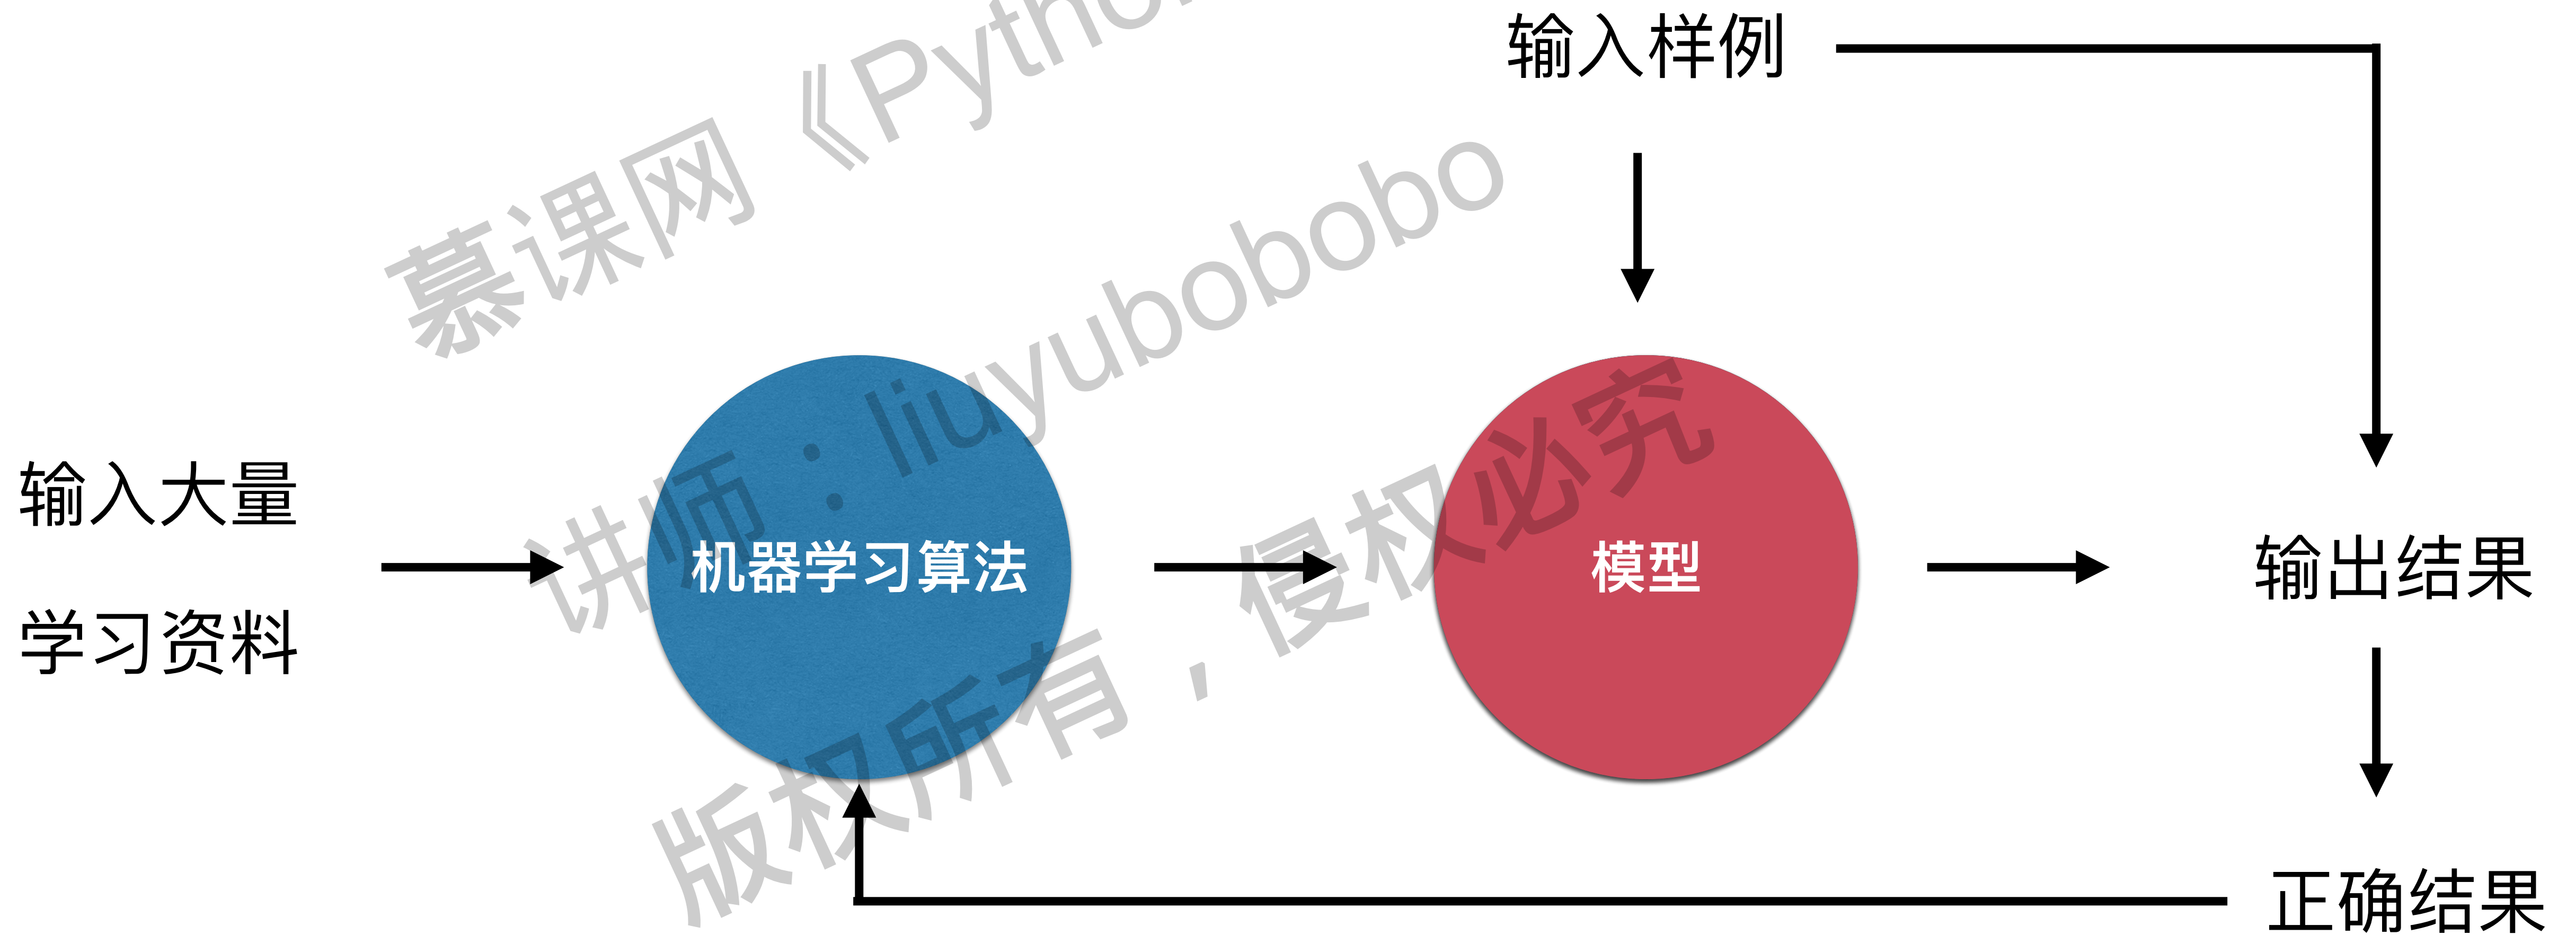 输入样例
输入大量
学习资料
机器学习算法
模型
输出结果
正确结果
慕课网《Pytho
讲师：liuyubobobo
版权所有，侵权必究